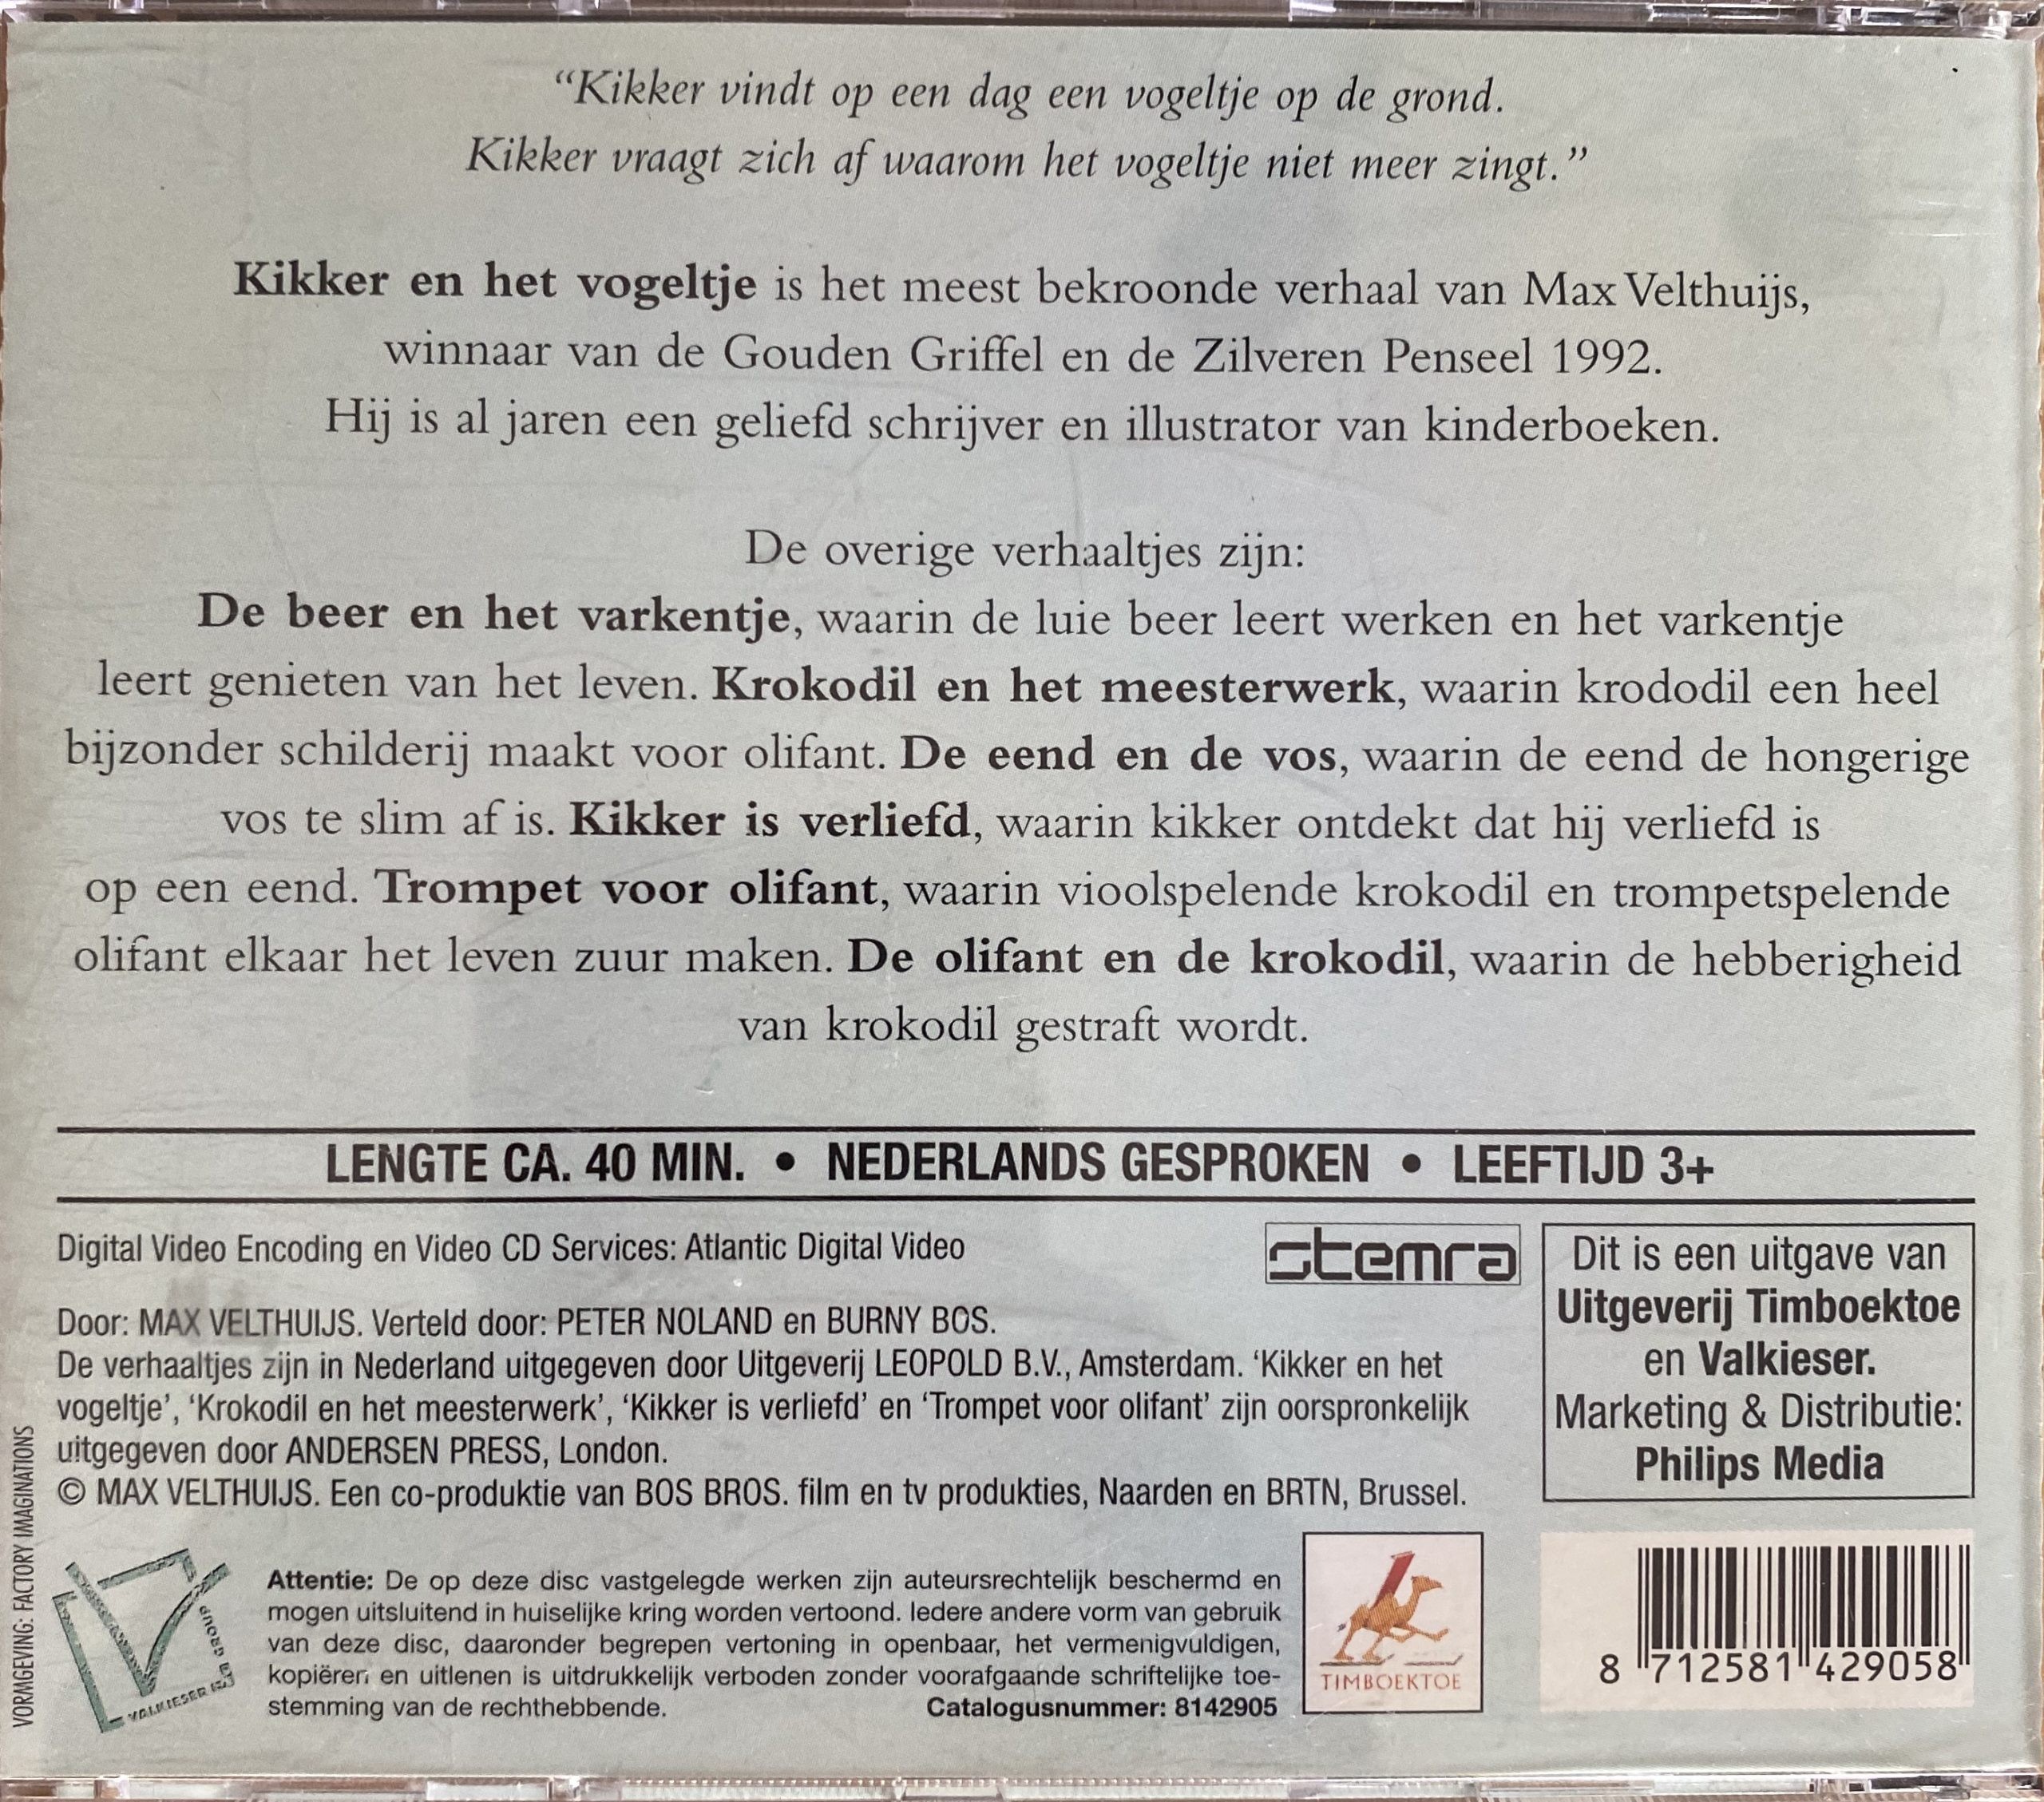 “Kikker vindt op een dag een vogeltje op de grond.
Kikker vraagt zich af waarom het vogeltje niet meer zingt.”
Kikker en het vogeltje is het meest bekroonde verhaal van Max Velthuijs,
winnaar van de Gouden Griffel en de Zilveren Penseel 1992.
Hij is al jaren een geliefd schrijver en illustrator van kinderboeken.
De overige verhaaltjes zijn:
De beer en het varkentje, waarin de luie beer leert werken en het varkentje
leert genieten van het leven. Krokodil en het meesterwerk, waarin krododil een heel
bijzonder schilderij maakt voor olifant. De eend en de vos, waarin de eend de hongerige
vos te slim af is. Kikker is verliefd, waarin kikker ontdekt dat hij verliefd is
op een eend. Trompet voor olifant, waarin vioolspelende krokodil en trompetspelende
olifant elkaar het leven zuur maken. De olifant en de krokodil, waarin de hebberigheid
van krokodil gestraft wordt.
LENGTE CA. 40 MIN. • NEDERLANDS GESPROKEN • LEEFTIJD 3+
Digital Video Encoding en Video CD Services: Atlantic Digital Video
stemra
Door: MAX VELTHUIJS. Verteld door: PETER NOLAND en BURNY BOS.
De verhaaltjes zijn in Nederland uitgegeven door Uitgeverij LEOPOLD B.V., Amsterdam. ‘Kikker en het
vogeltje’, ‘Krokodil en het meesterwerk’, ‘Kikker is verliefd’ en ‘Trompet voor olifant’ zijn oorspronkelijk
uitgegeven door ANDERSEN PRESS, London.
© MAX VELTHUIJS. Een co-produktie van BOS BROS. film en tv produkties, Naarden en BRTN, Brussel.
Dit is een uitgave van
Uitgeverij Timboektoe
en Valkieser.
Marketing & Distributie:
Philips Media
VORMGEVING: FACTORY IMAGINATIONS
VALKIESER GROUP
Attentie: De op deze disc vastgelegde werken zijn auteursrechtelijk beschermd en
mogen uitsluitend in huiselijke kring worden vertoond. Iedere andere vorm van gebruik
van deze disc, daaronder begrepen vertoning in openbaar, het vermenigvuldigen,
kopiëren en uitlenen is uitdrukkelijk verboden zonder voorafgaande schriftelijke toe-
stemming van de rechthebbende. Catalogusnummer: 8142905
TIMBOEKTOE
8 712581 429058